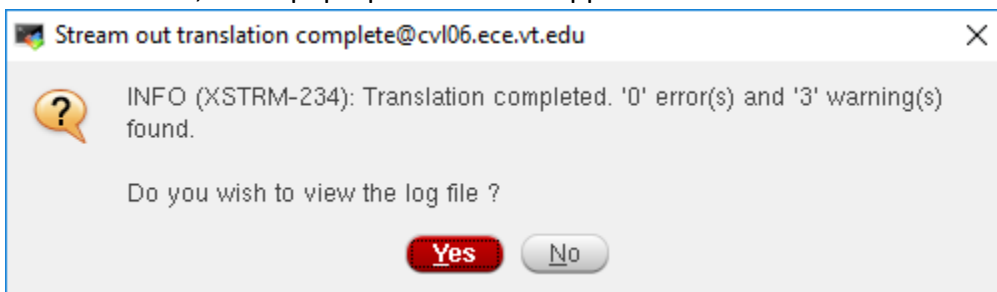 Stream out translation complete@cvl06.ece.vt.edu
INFO (XSTRM-234): Translation completed. '0' error(s) and '3' warning(s)
found.
Do you wish to view the log file ?
Yes No